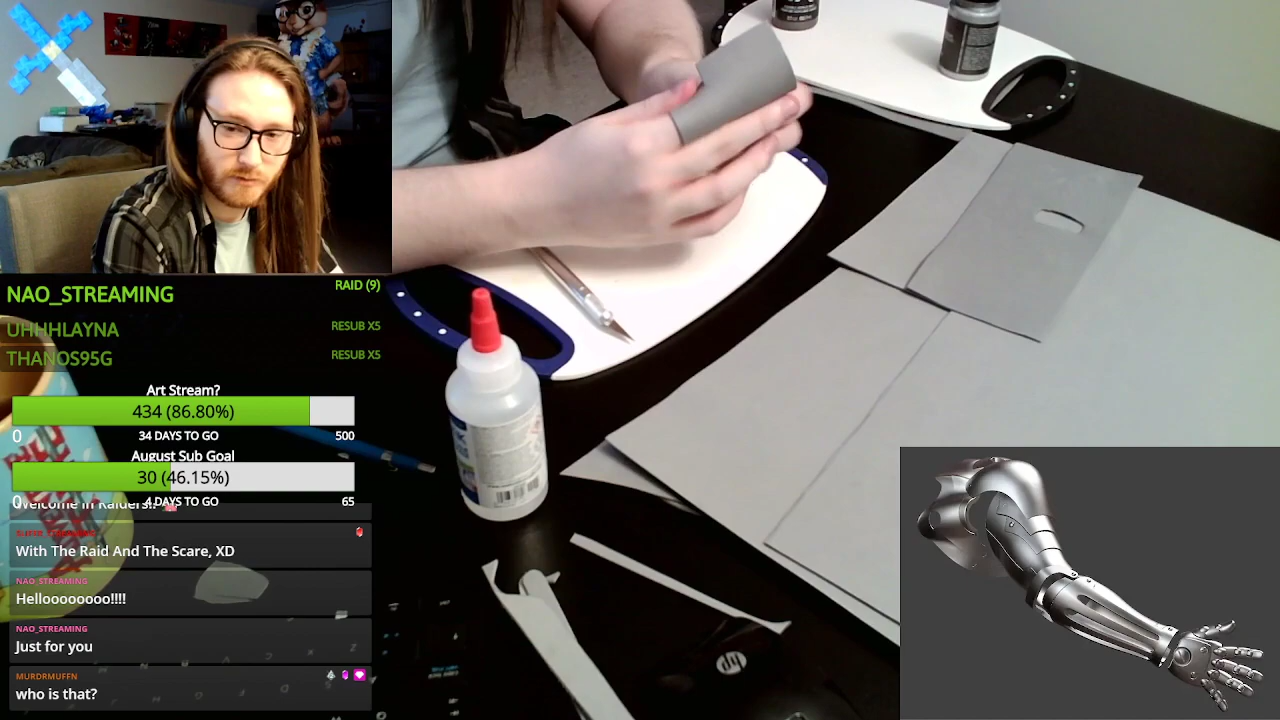 NAO_STREAMING
RAID (9)
UHHHLAYNA
RESUB X5
THANOS95G
RESUB X5
Art Stream?
434 (86.80%)
0
34 DAYS TO GO
500
August Sub Goal
30 (46.15%)
0
4 DAYS TO GO
65
Welcome in Raiders!!
With The Raid And The Scare, XD
NAO_STREAMING
Helloooooooo!!!!
NAO_STREAMING
Just for you
MURDRMUFFN
who is that?
hp